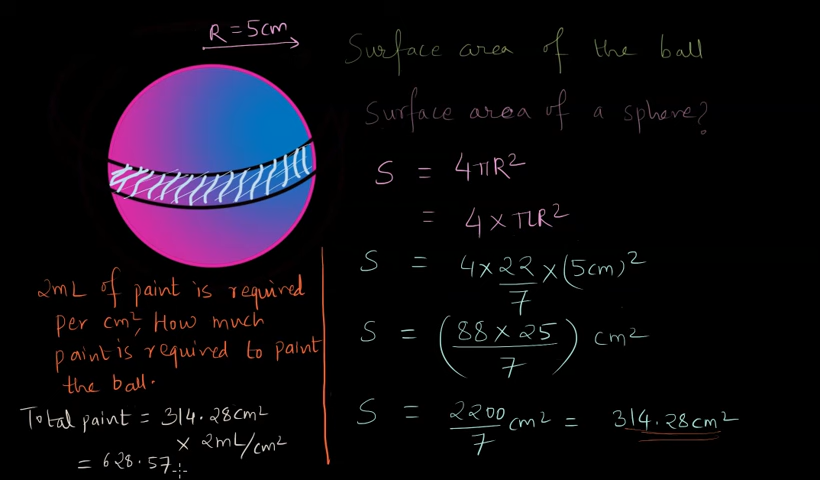 R = 5cm
Surface area of the ball
Surface area of a sphere?
S = 4πR²
= 4 × πR²
S = 4 × 22/7 × (5cm)²
S = (88 × 25 / 7) cm²
S = 2200/7 cm² = 314.28cm²
2mL of paint is required
per cm², How much
paint is required to paint
the ball.
Total paint = 314.28cm²
× 2mL/cm²
= 628.57